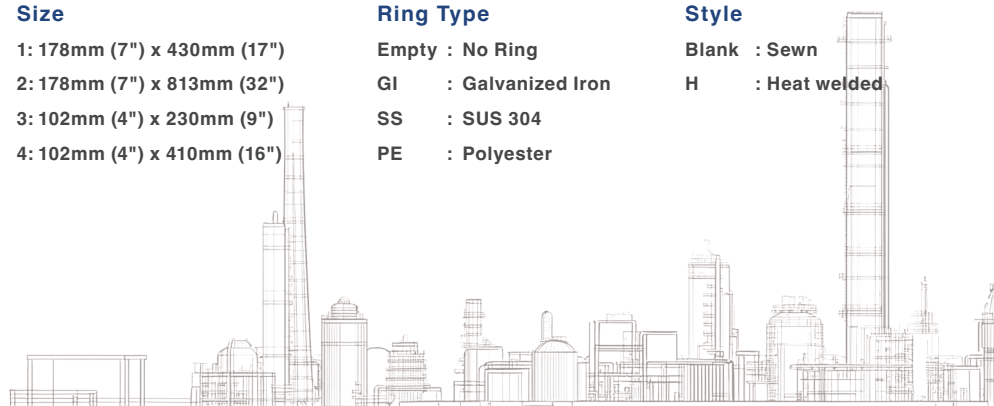 Size
1: 178mm (7") x 430mm (17")
2: 178mm (7") x 813mm (32")
3: 102mm (4") x 230mm (9")
4: 102mm (4") x 410mm (16")
Ring Type
Empty : No Ring
GI : Galvanized Iron
SS : SUS 304
PE : Polyester
Style
Blank : Sewn
H : Heat welded